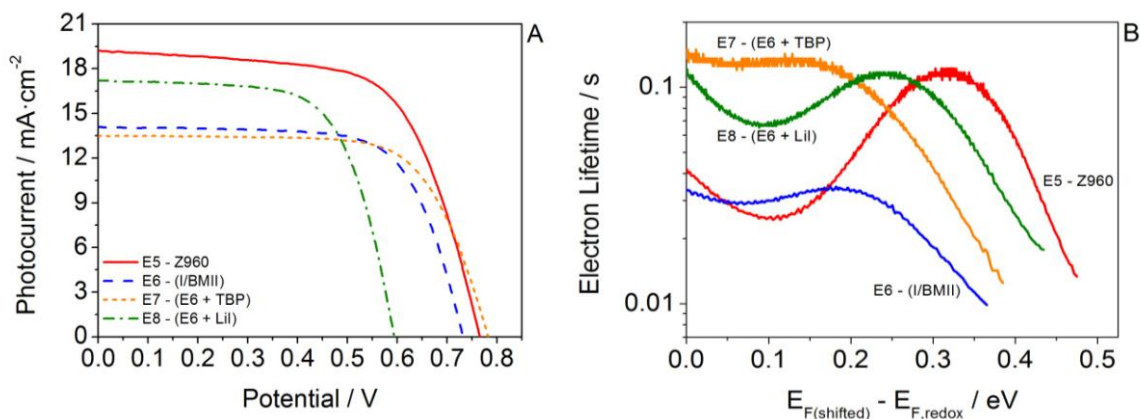 A
Photocurrent / mA·cm⁻²
21
18
15
12
9
6
3
0
E5 - Z960
E6 - (I/BMII)
E7 - (E6 + TBP)
E8 - (E6 + LiI)
0.0 0.1 0.2 0.3 0.4 0.5 0.6 0.7 0.8
Potential / V
B
Electron Lifetime / s
0.1
0.01
E7 - (E6 + TBP)
E8 - (E6 + LiI)
E5 - Z960
E6 - (I/BMII)
0.0 0.1 0.2 0.3 0.4 0.5
E_F(shifted) - E_F,redox / eV